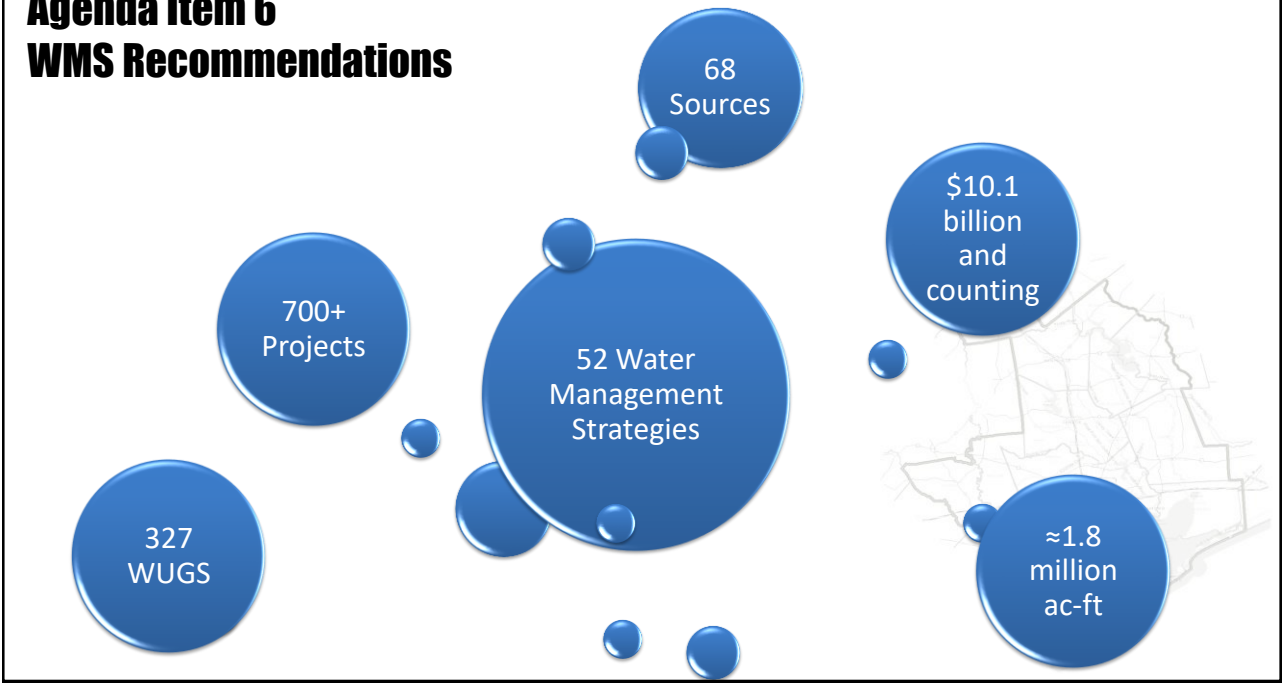 Agenda Item 6
WMS Recommendations
68
Sources
$10.1
billion
and
counting
700+
Projects
52 Water
Management
Strategies
327
WUGS
≈1.8
million
ac-ft